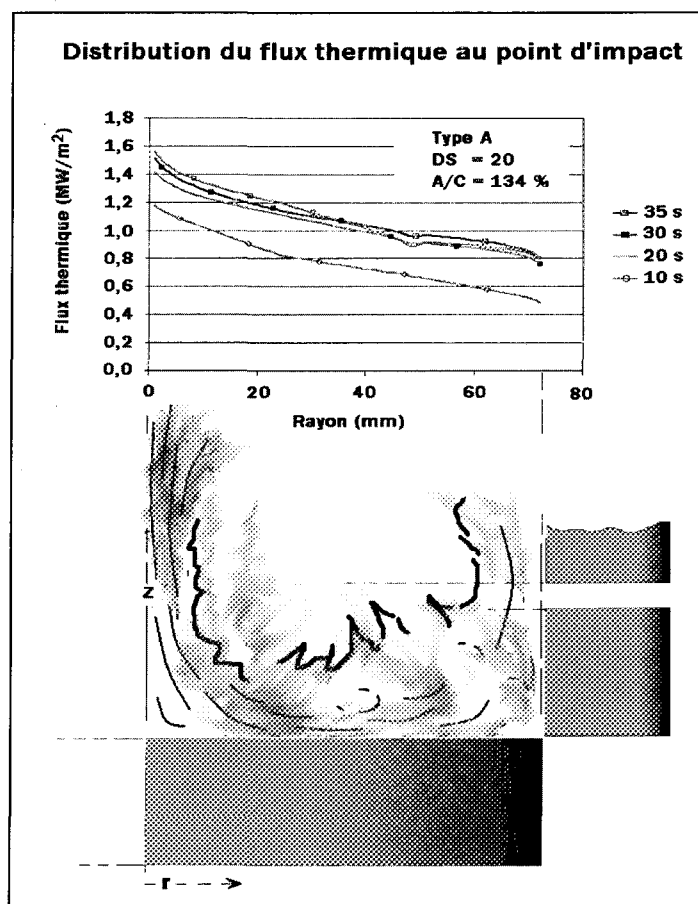 Distribution du flux thermique au point d'impact
Flux thermique (MW/m²)
1,8
1,6
1,4
1,2
1,0
0,8
0,6
0,4
0,2
0,0
Type A
DS = 20
A/C = 134 %
35 s
30 s
20 s
10 s
0
20
40
60
80
Rayon (mm)
z
r